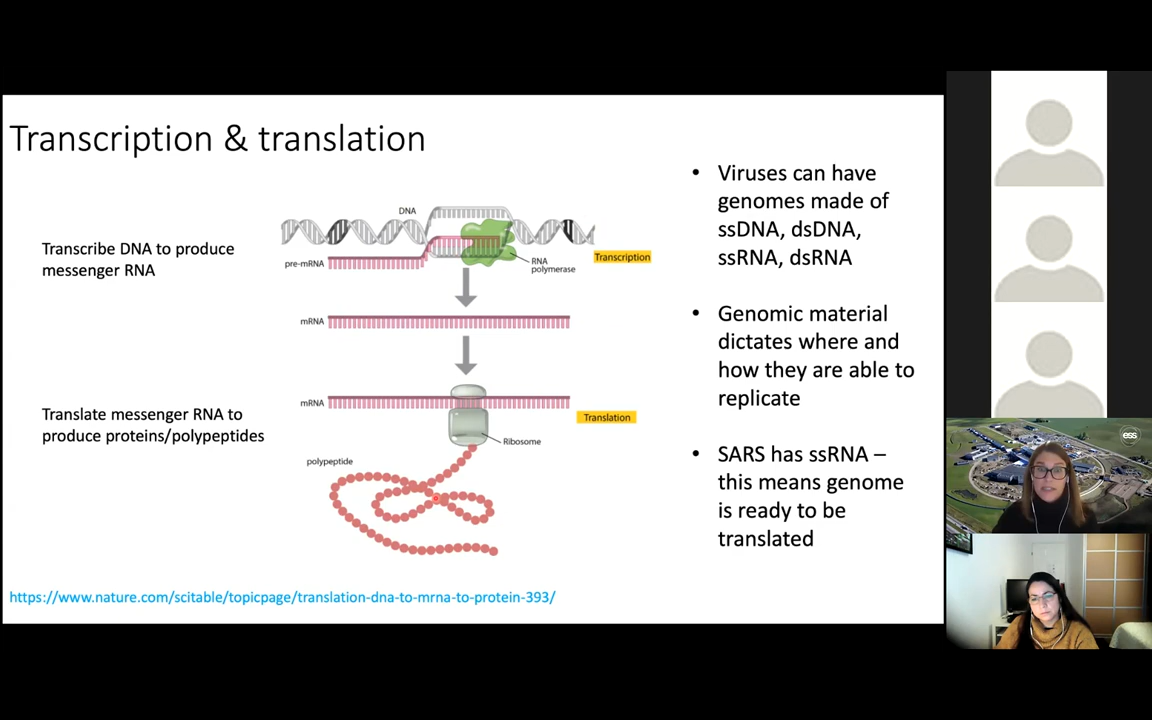 Transcription & translation
Transcribe DNA to produce
messenger RNA
DNA
pre-mRNA
RNA
polymerase
Transcription
mRNA
Translate messenger RNA to
produce proteins/polypeptides
mRNA
Translation
Ribosome
polypeptide
https://www.nature.com/scitable/topicpage/translation-dna-to-mrna-to-protein-393/
• Viruses can have
genomes made of
ssDNA, dsDNA,
ssRNA, dsRNA
• Genomic material
dictates where and
how they are able to
replicate
• SARS has ssRNA –
this means genome
is ready to be
translated
ess